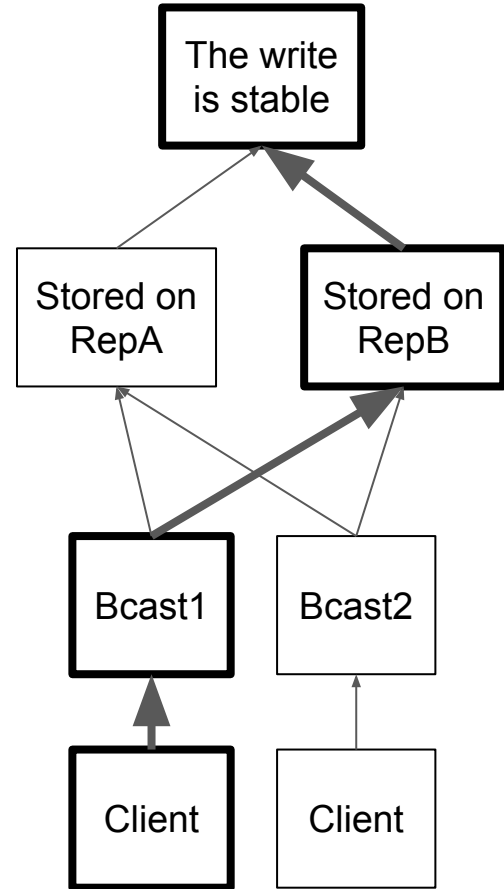 The write
is stable
Stored on
RepA
Stored on
RepB
Bcast1
Bcast2
Client
Client